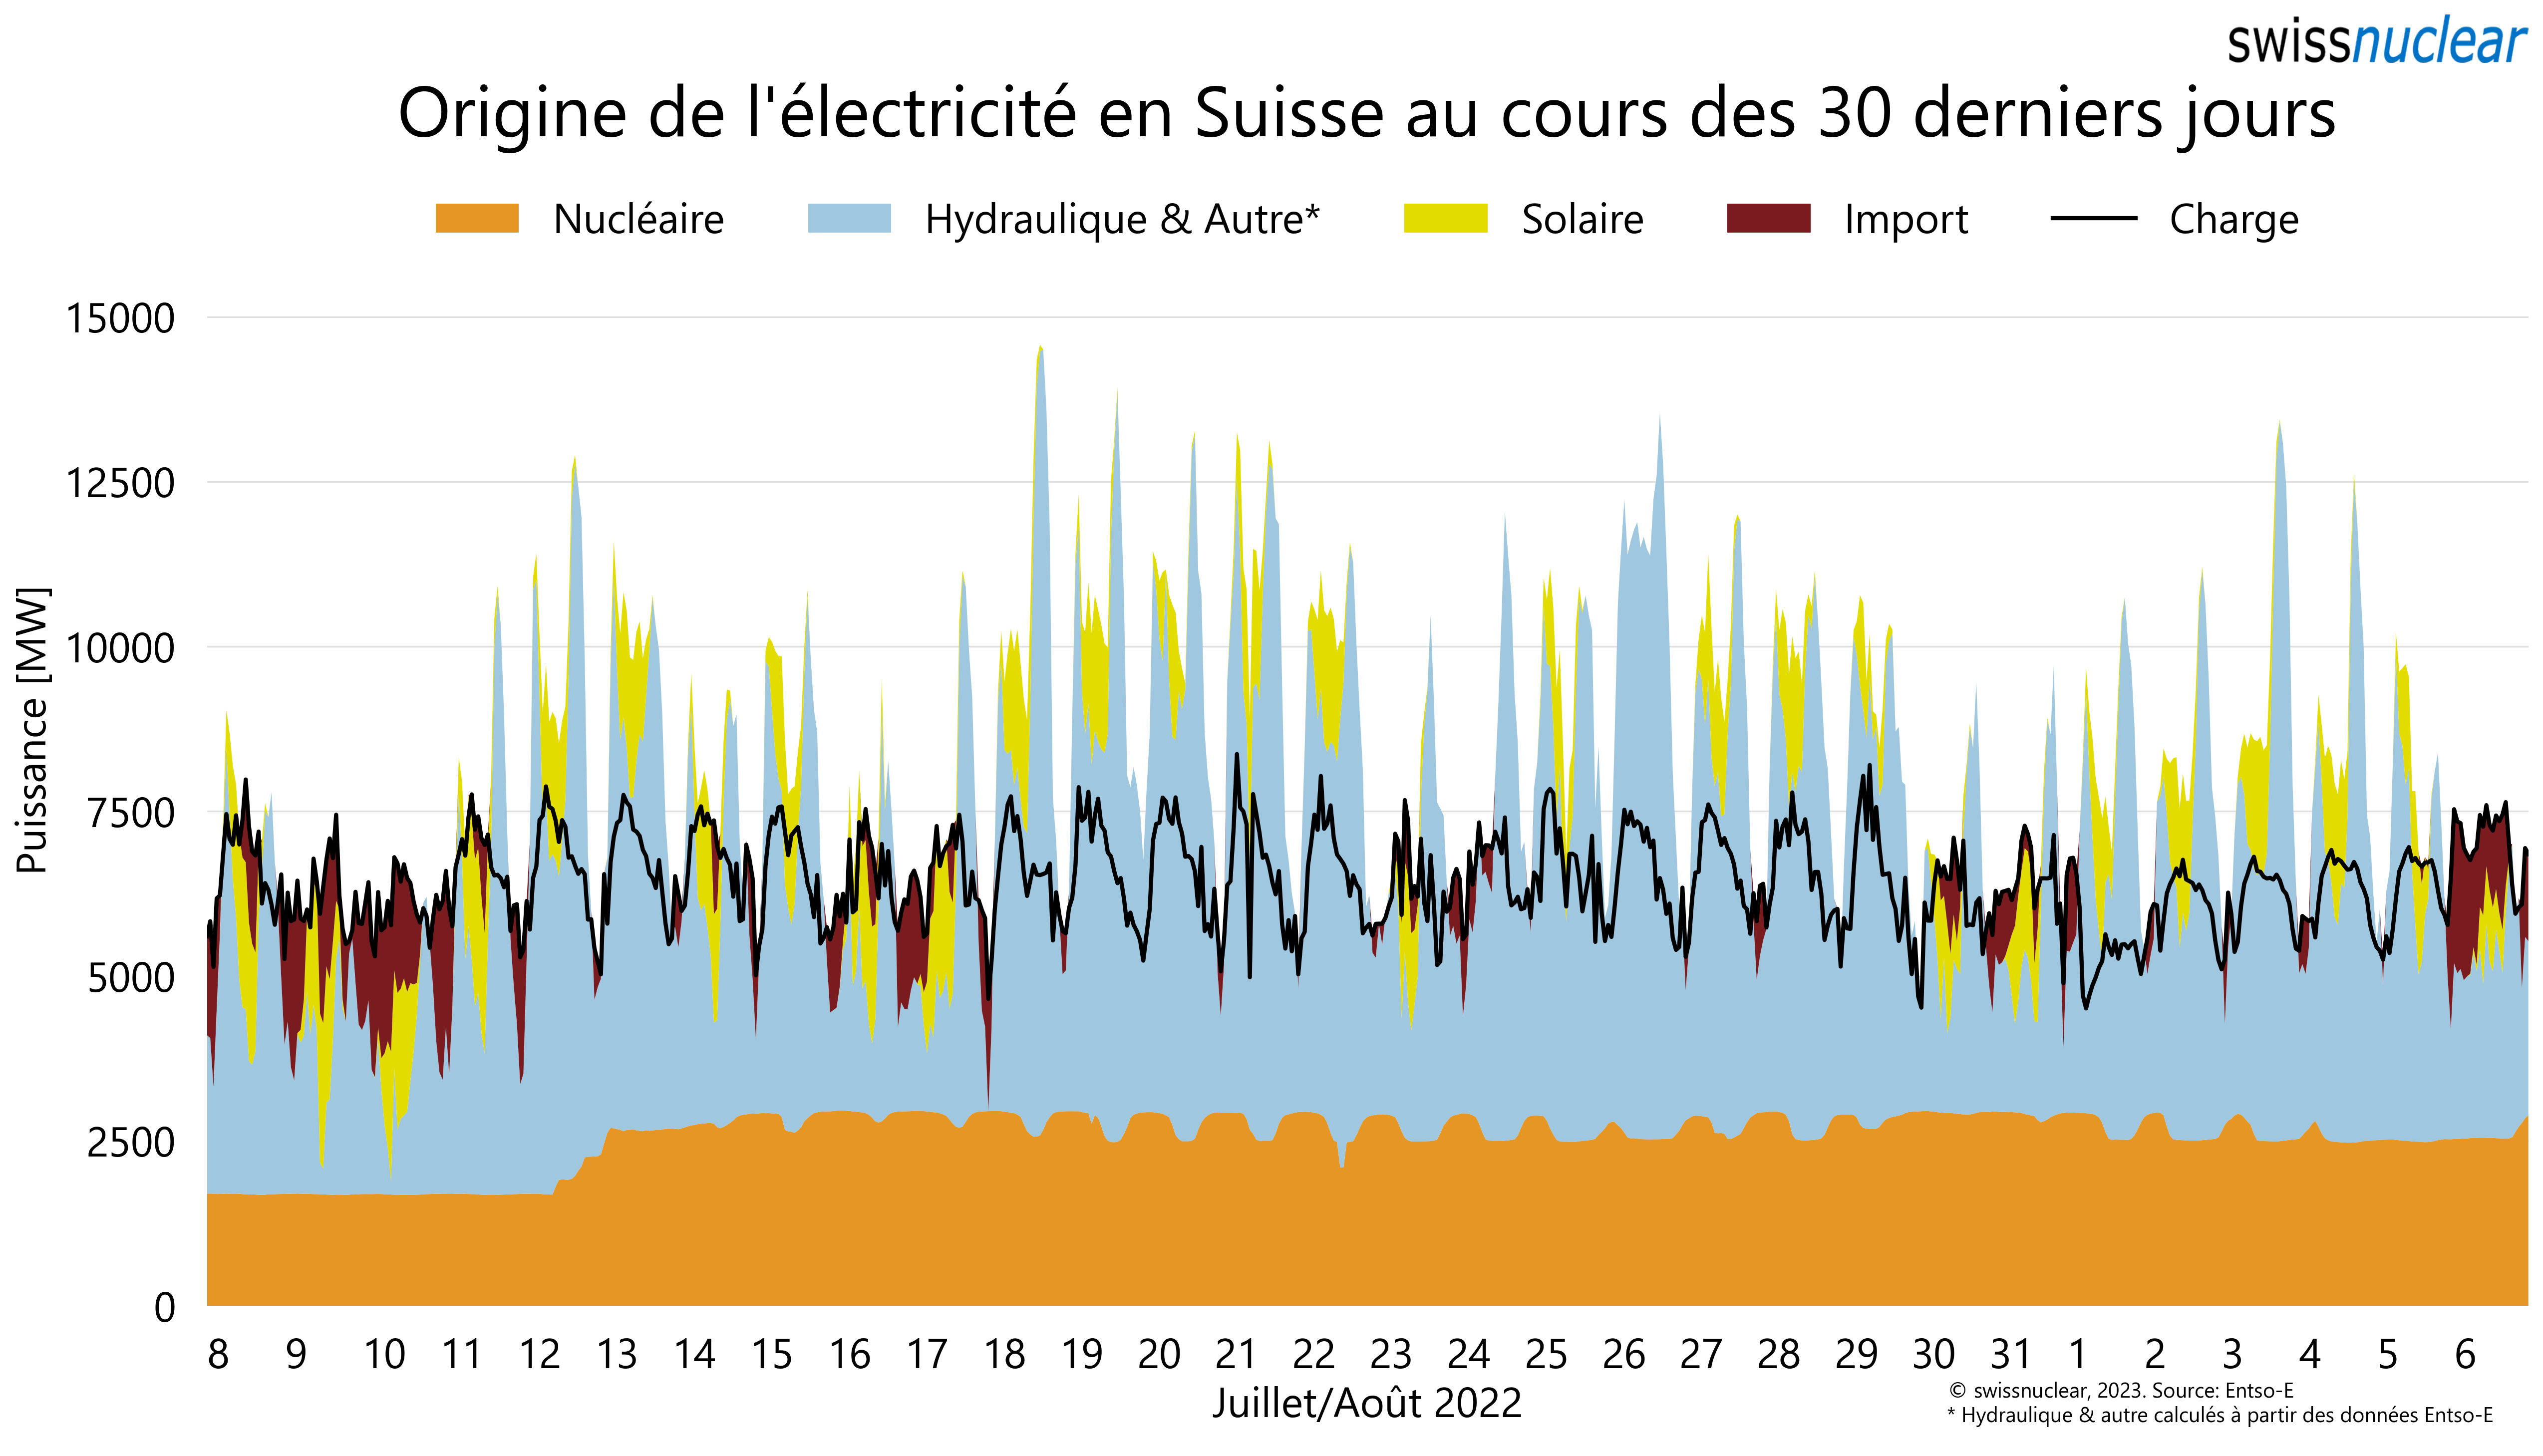 swissnuclear
Origine de l'électricité en Suisse au cours des 30 derniers jours
Nucléaire Hydraulique & Autre* Solaire Import Charge
15000
12500
10000
7500
5000
2500
0
Puissance [MW]
8 9 10 11 12 13 14 15 16 17 18 19 20 21 22 23 24 25 26 27 28 29 30 31 1 2 3 4 5 6
Juillet/Août 2022
© swissnuclear, 2023. Source: Entso-E
* Hydraulique & autre calculés à partir des données Entso-E